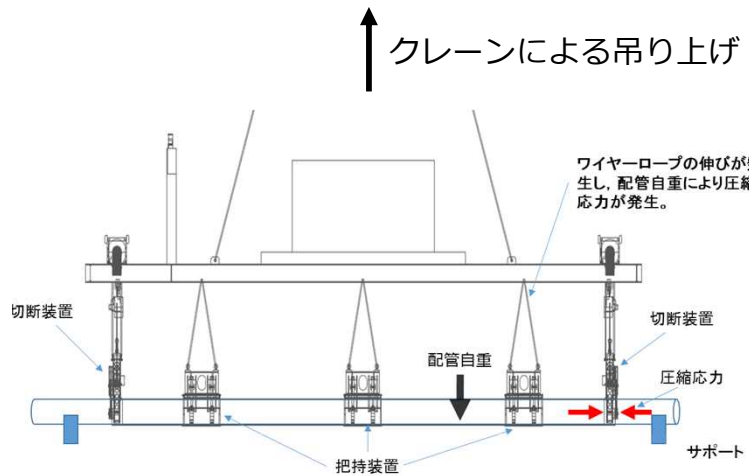 クレーンによる吊り上げ
ワイヤーロープの伸びが
生し，配管自重により圧縮
応力が発生。
切断装置
切断装置
配管自重
圧縮応力
サポート
把持装置